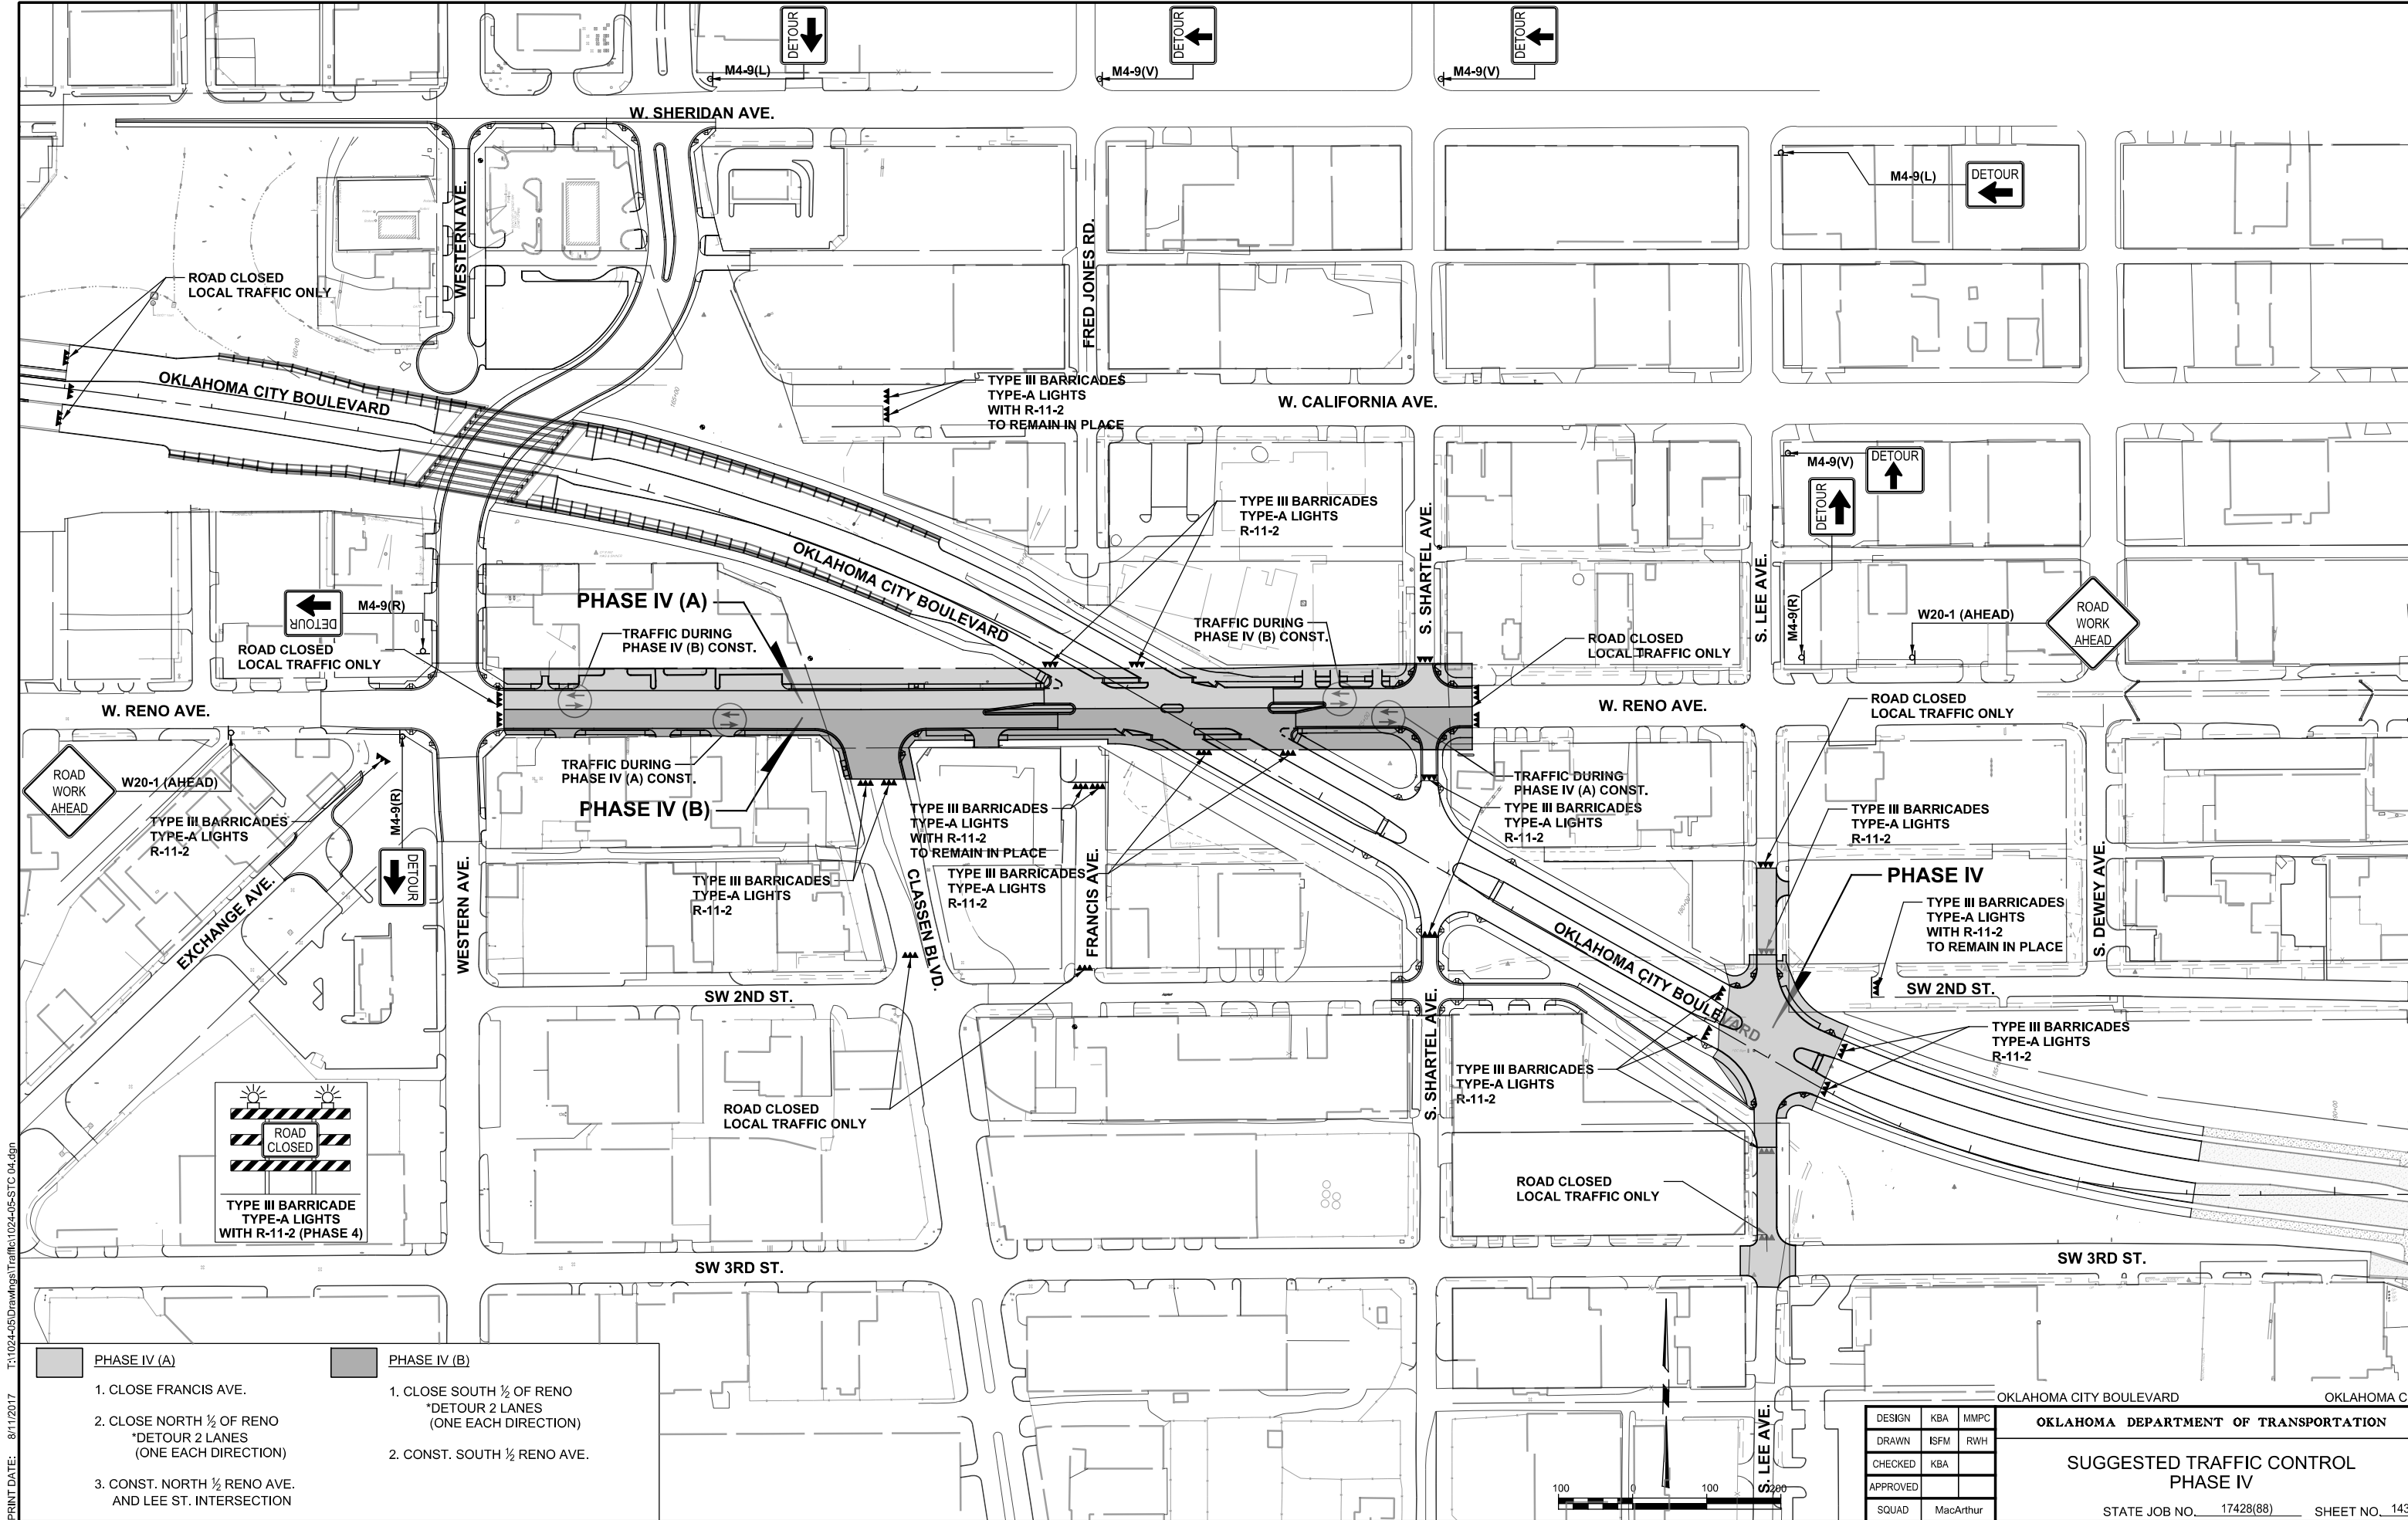 DETOUR
M4-9(L)
DETOUR
M4-9(V)
DETOUR
M4-9(V)
W. SHERIDAN AVE.
M4-9(L)
DETOUR
WESTERN AVE.
FRED JONES RD.
ROAD CLOSED
LOCAL TRAFFIC ONLY
OKLAHOMA CITY BOULEVARD
TYPE III BARRICADES
TYPE-A LIGHTS
WITH R-11-2
TO REMAIN IN PLACE
W. CALIFORNIA AVE.
M4-9(V)
DETOUR
DETOUR
TYPE III BARRICADES
TYPE-A LIGHTS
R-11-2
S. SHARTEL AVE.
S. LEE AVE.
OKLAHOMA CITY BOULEVARD
DETOUR
M4-9(R)
PHASE IV (A)
TRAFFIC DURING
PHASE IV (B) CONST.
ROAD CLOSED
LOCAL TRAFFIC ONLY
TRAFFIC DURING
PHASE IV (B) CONST.
ROAD CLOSED
LOCAL TRAFFIC ONLY
M4-9(R)
W20-1 (AHEAD)
ROAD
WORK
AHEAD
W. RENO AVE.
W. RENO AVE.
ROAD CLOSED
LOCAL TRAFFIC ONLY
ROAD
WORK
AHEAD
W20-1 (AHEAD)
TRAFFIC DURING
PHASE IV (A) CONST.
PHASE IV (B)
TRAFFIC DURING
PHASE IV (A) CONST.
TYPE III BARRICADES
TYPE-A LIGHTS
R-11-2
M4-9(R)
DETOUR
TYPE III BARRICADES
TYPE-A LIGHTS
WITH R-11-2
TO REMAIN IN PLACE
TYPE III BARRICADES
TYPE-A LIGHTS
R-11-2
TYPE III BARRICADES
TYPE-A LIGHTS
R-11-2
TYPE III BARRICADES
TYPE-A LIGHTS
R-11-2
TYPE III BARRICADES
TYPE-A LIGHTS
R-11-2
PHASE IV
TYPE III BARRICADES
TYPE-A LIGHTS
WITH R-11-2
TO REMAIN IN PLACE
S. DEWEY AVE.
EXCHANGE AVE.
WESTERN AVE.
CLASSEN BLVD.
FRANCIS AVE.
OKLAHOMA CITY BOULEVARD
SW 2ND ST.
SW 2ND ST.
S. SHARTEL AVE.
TYPE III BARRICADES
TYPE-A LIGHTS
R-11-2
TYPE III BARRICADES
TYPE-A LIGHTS
R-11-2
ROAD CLOSED
LOCAL TRAFFIC ONLY
ROAD
CLOSED
TYPE III BARRICADE
TYPE-A LIGHTS
WITH R-11-2 (PHASE 4)
ROAD CLOSED
LOCAL TRAFFIC ONLY
SW 3RD ST.
SW 3RD ST.
PHASE IV (A)
1. CLOSE FRANCIS AVE.
2. CLOSE NORTH ½ OF RENO
*DETOUR 2 LANES
(ONE EACH DIRECTION)
3. CONST. NORTH ½ RENO AVE.
AND LEE ST. INTERSECTION
PHASE IV (B)
1. CLOSE SOUTH ½ OF RENO
*DETOUR 2 LANES
(ONE EACH DIRECTION)
2. CONST. SOUTH ½ RENO AVE.
100 0 100 200
S. LEE AVE.
OKLAHOMA CITY BOULEVARD OKLAHOMA C
DESIGN KBA MMPC
DRAWN ISFM RWH
CHECKED KBA
APPROVED
SQUAD MacArthur
OKLAHOMA DEPARTMENT OF TRANSPORTATION
SUGGESTED TRAFFIC CONTROL
PHASE IV
STATE JOB NO. 17428(88) SHEET NO. 143
PRINT DATE: 8/11/2017 T:\1024-05\Drawings\Traffic\1024-05-STC 04.dgn